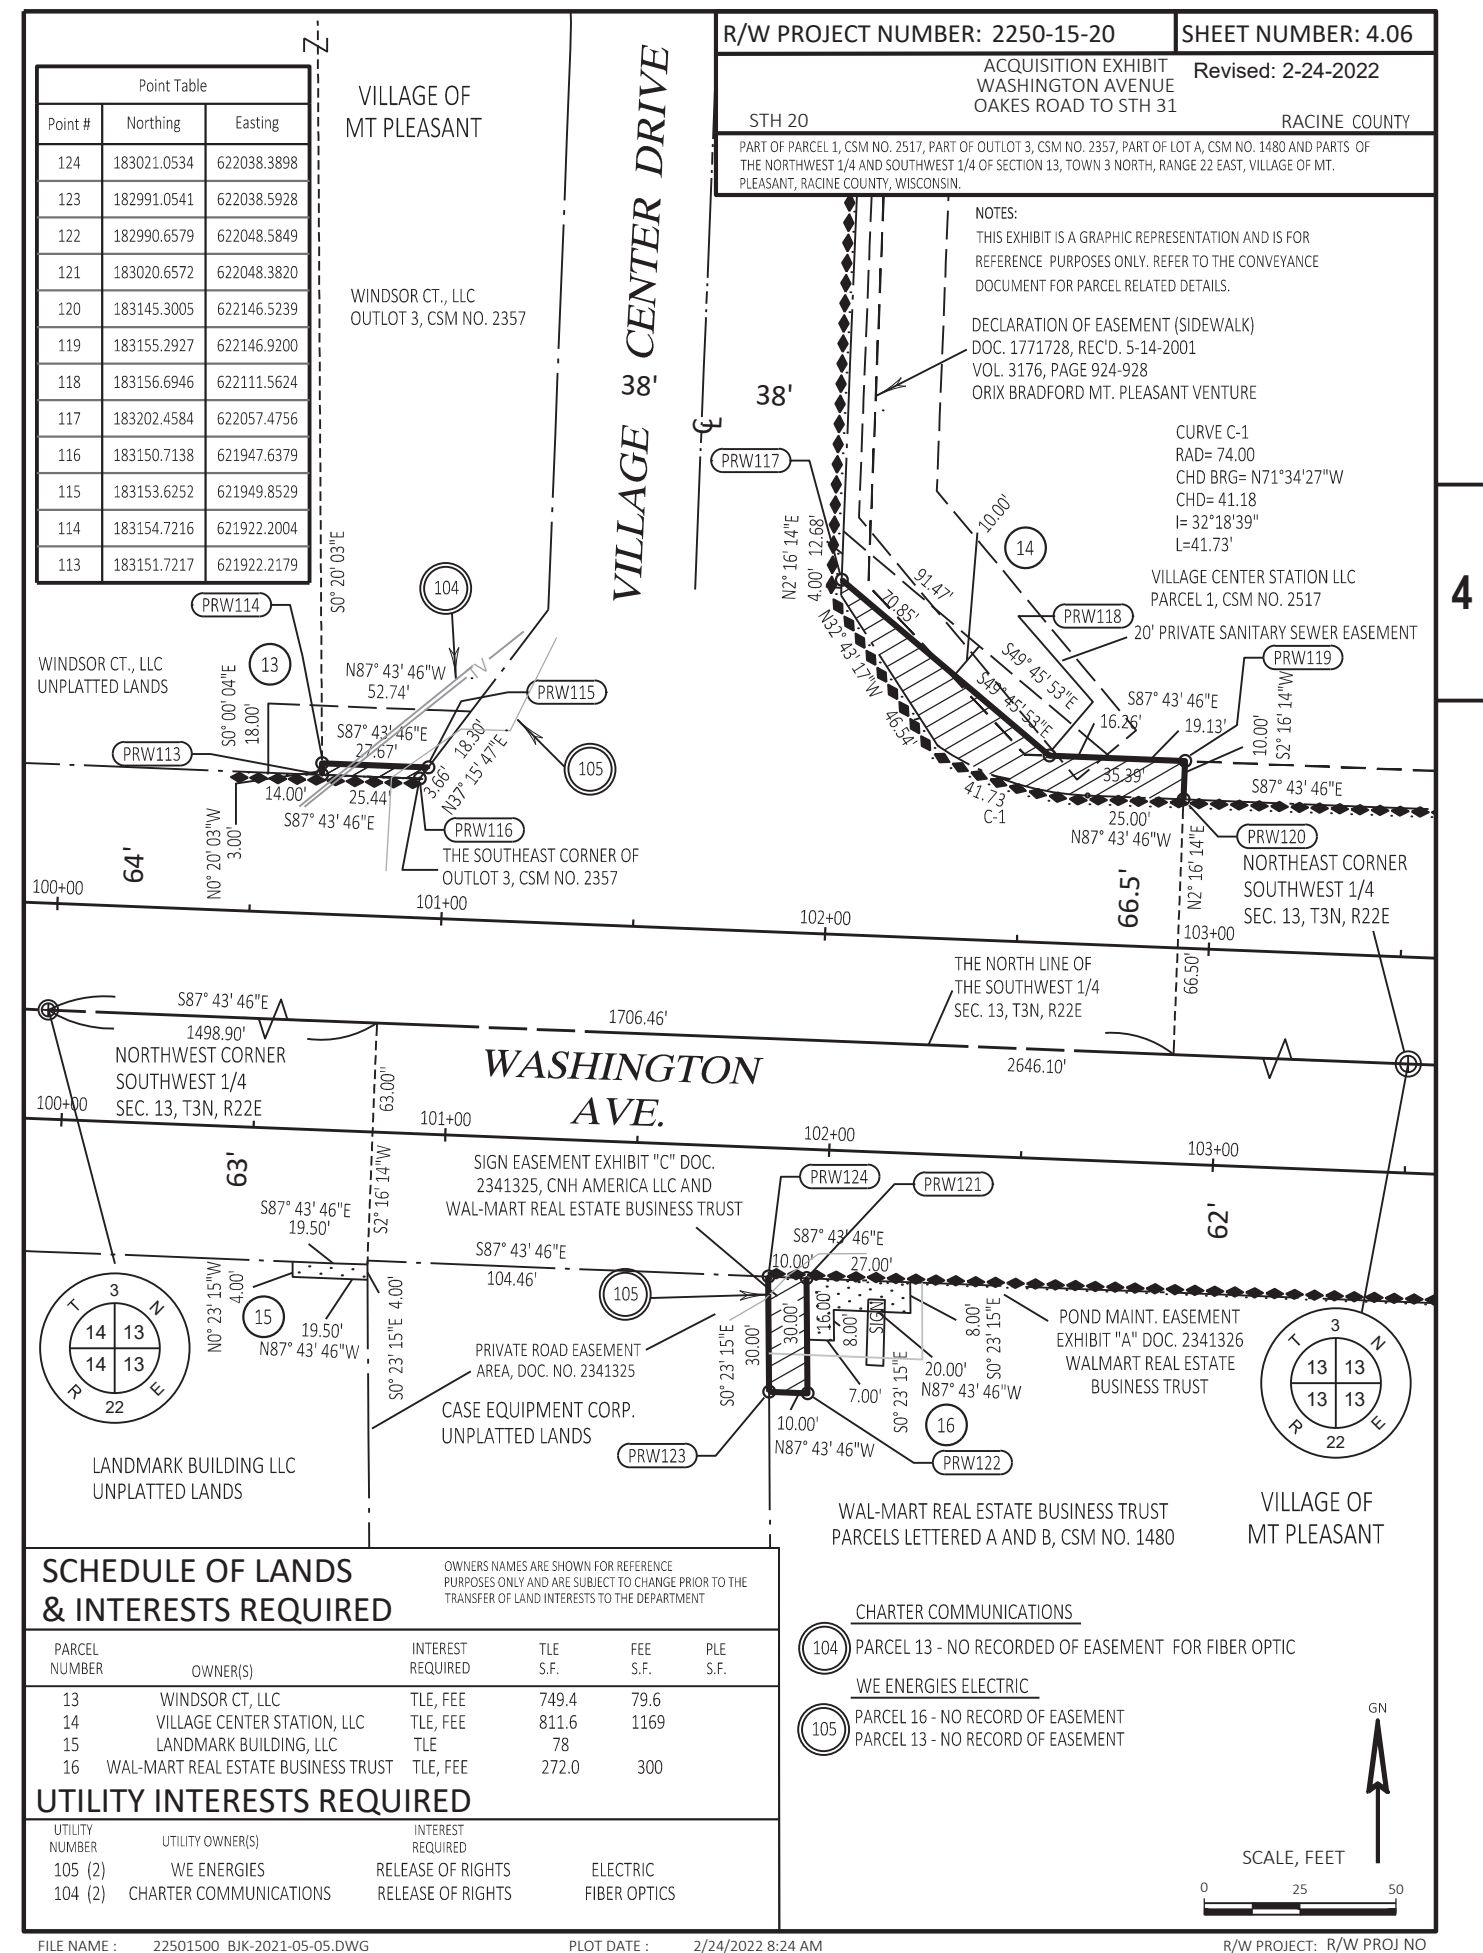 R/W PROJECT NUMBER: 2250-15-20
SHEET NUMBER: 4.06
ACQUISITION EXHIBIT
WASHINGTON AVENUE
OAKES ROAD TO STH 31
Revised: 2-24-2022
STH 20
RACINE COUNTY
PART OF PARCEL 1, CSM NO. 2517, PART OF OUTLOT 3, CSM NO. 2357, PART OF LOT A, CSM NO. 1480 AND PARTS OF
THE NORTHWEST 1/4 AND SOUTHWEST 1/4 OF SECTION 13, TOWN 3 NORTH, RANGE 22 EAST, VILLAGE OF MT.
PLEASANT, RACINE COUNTY, WISCONSIN.
Point Table
Point # Northing Easting
124 183021.0534 622038.3898
123 182991.0541 622038.5928
122 182990.6579 622048.5849
121 183020.6572 622048.3820
120 183145.3005 622146.5239
119 183155.2927 622146.9200
118 183156.6946 622111.5624
117 183202.4584 622057.4756
116 183150.7138 621947.6379
115 183153.6252 621949.8529
114 183154.7216 621922.2004
113 183151.7217 621922.2179
VILLAGE OF
MT PLEASANT
WINDSOR CT., LLC
OUTLOT 3, CSM NO. 2357
VILLAGE CENTER DRIVE
38'
38'
NOTES:
THIS EXHIBIT IS A GRAPHIC REPRESENTATION AND IS FOR
REFERENCE PURPOSES ONLY. REFER TO THE CONVEYANCE
DOCUMENT FOR PARCEL RELATED DETAILS.
DECLARATION OF EASEMENT (SIDEWALK)
DOC. 1771728, REC'D. 5-14-2001
VOL. 3176, PAGE 924-928
ORIX BRADFORD MT. PLEASANT VENTURE
CURVE C-1
RAD= 74.00
CHD BRG= N71°34'27"W
CHD= 41.18
I= 32°18'39"
L=41.73'
PRW117
10.00'
14
N2° 16' 14"E
4.00' 12.68'
91.47'
70.85'
N32° 43' 17"W
46.54'
S49° 45' 53"E
S49° 45' 53"E
VILLAGE CENTER STATION LLC
PARCEL 1, CSM NO. 2517
PRW118
20' PRIVATE SANITARY SEWER EASEMENT
PRW119
S87° 43' 46"E
16.26'
19.13'
10.00'
S2° 16' 14"W
35.39'
41.73
C-1
25.00'
N87° 43' 46"W
S87° 43' 46"E
PRW120
N2° 16' 14"E
66.5'
66.50'
NORTHEAST CORNER
SOUTHWEST 1/4
SEC. 13, T3N, R22E
4
S0° 20' 03"E
PRW114
104
13
WINDSOR CT., LLC
UNPLATTED LANDS
N87° 43' 46"W
52.74'
TV
PRW115
S0° 00' 04"E
18.00'
S87° 43' 46"E
27.67'
18.30'
3.66'
N37° 15' 47"E
PRW113
105
14.00'
25.44'
S87° 43' 46"E
PRW116
THE SOUTHEAST CORNER OF
OUTLOT 3, CSM NO. 2357
N0° 20' 03"W
3.00'
64'
100+00
101+00
102+00
103+00
THE NORTH LINE OF
THE SOUTHWEST 1/4
SEC. 13, T3N, R22E
S87° 43' 46"E
1498.90'
1706.46'
2646.10'
NORTHWEST CORNER
SOUTHWEST 1/4
SEC. 13, T3N, R22E
WASHINGTON
AVE.
63.00"
100+00
101+00
102+00
103+00
63'
62'
S2° 16' 14"W
SIGN EASEMENT EXHIBIT "C" DOC.
2341325, CNH AMERICA LLC AND
WAL-MART REAL ESTATE BUSINESS TRUST
PRW124
PRW121
S87° 43' 46"E
19.50'
S87° 43' 46"E
104.46'
S87° 43' 46"E
10.00'
27.00'
N0° 23' 15"W
4.00'
15
19.50'
N87° 43' 46"W
S0° 23' 15"E 4.00'
105
S0° 23' 15"E
30.00'
30.00'
16.00'
8.00'
SIGN
8.00'
S0° 23' 15"E
7.00'
S0° 23' 15"E
20.00'
N87° 43' 46"W
16
10.00'
N87° 43' 46"W
PRW123
PRW122
PRIVATE ROAD EASEMENT
AREA, DOC. NO. 2341325
CASE EQUIPMENT CORP.
UNPLATTED LANDS
LANDMARK BUILDING LLC
UNPLATTED LANDS
POND MAINT. EASEMENT
EXHIBIT "A" DOC. 2341326
WALMART REAL ESTATE
BUSINESS TRUST
T 3 N
14 13
14 13
R 22 E
T 3 N
13 13
13 13
R 22 E
WAL-MART REAL ESTATE BUSINESS TRUST
PARCELS LETTERED A AND B, CSM NO. 1480
VILLAGE OF
MT PLEASANT
SCHEDULE OF LANDS
& INTERESTS REQUIRED
OWNERS NAMES ARE SHOWN FOR REFERENCE
PURPOSES ONLY AND ARE SUBJECT TO CHANGE PRIOR TO THE
TRANSFER OF LAND INTERESTS TO THE DEPARTMENT
PARCEL NUMBER OWNER(S) INTEREST REQUIRED TLE S.F. FEE S.F. PLE S.F.
13 WINDSOR CT, LLC TLE, FEE 749.4 79.6
14 VILLAGE CENTER STATION, LLC TLE, FEE 811.6 1169
15 LANDMARK BUILDING, LLC TLE 78
16 WAL-MART REAL ESTATE BUSINESS TRUST TLE, FEE 272.0 300
UTILITY INTERESTS REQUIRED
UTILITY NUMBER UTILITY OWNER(S) INTEREST REQUIRED
105 (2) WE ENERGIES RELEASE OF RIGHTS ELECTRIC
104 (2) CHARTER COMMUNICATIONS RELEASE OF RIGHTS FIBER OPTICS
CHARTER COMMUNICATIONS
104 PARCEL 13 - NO RECORDED OF EASEMENT FOR FIBER OPTIC
WE ENERGIES ELECTRIC
105 PARCEL 16 - NO RECORD OF EASEMENT
PARCEL 13 - NO RECORD OF EASEMENT
GN
SCALE, FEET
0 25 50
FILE NAME : 22501500_BJK-2021-05-05.DWG
PLOT DATE : 2/24/2022 8:24 AM
R/W PROJECT: R/W PROJ NO